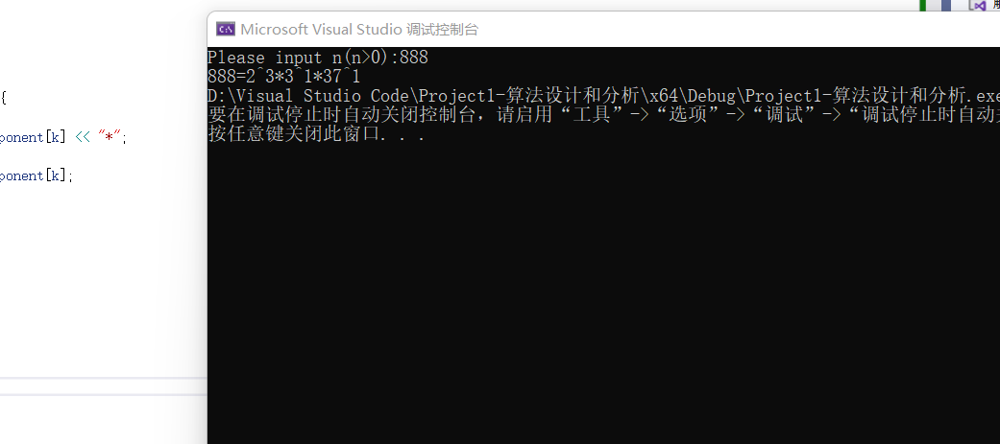 Microsoft Visual Studio 调试控制台
{
ponent[k] << "*";
ponent[k];
Please input n(n>0):888
888=2^3*3^1*37^1
D:\Visual Studio Code\Project1-算法设计和分析\x64\Debug\Project1-算法设计和分析.exe
要在调试停止时自动关闭控制台，请启用“工具”->“选项”->“调试”->“调试停止时自动
按任意键关闭此窗口. . .